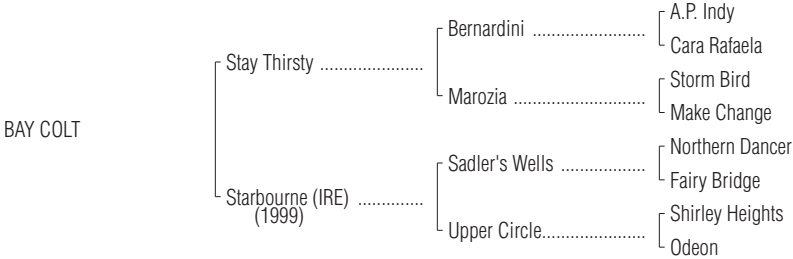 A.P. Indy
Bernardini ........................
Cara Rafaela
Stay Thirsty ......................
Storm Bird
Marozia ............................
Make Change
BAY COLT
Northern Dancer
Sadler's Wells ..................
Fairy Bridge
Starbourne (IRE) ..............
(1999)
Shirley Heights
Upper Circle......................
Odeon